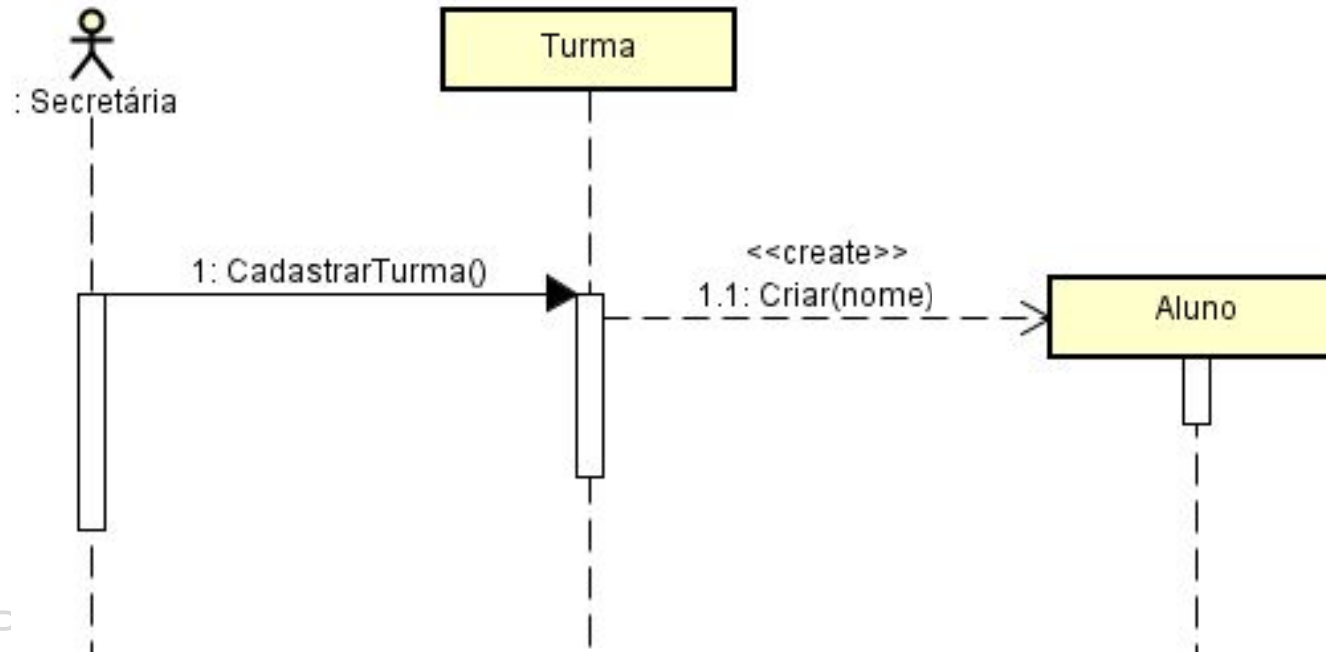 Turma
: Secretária
<<create>>
1: CadastrarTurma()
1.1: Criar(nome)
Aluno